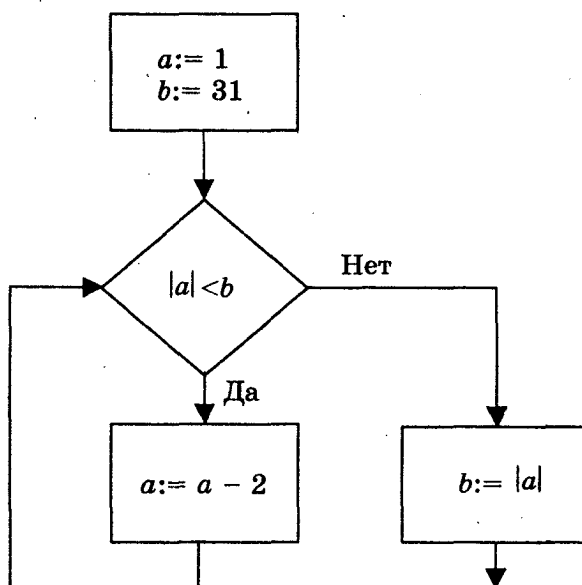 a:= 1
b:= 31
|a| <b
Нет
Да
a:= a − 2
b:= |a|